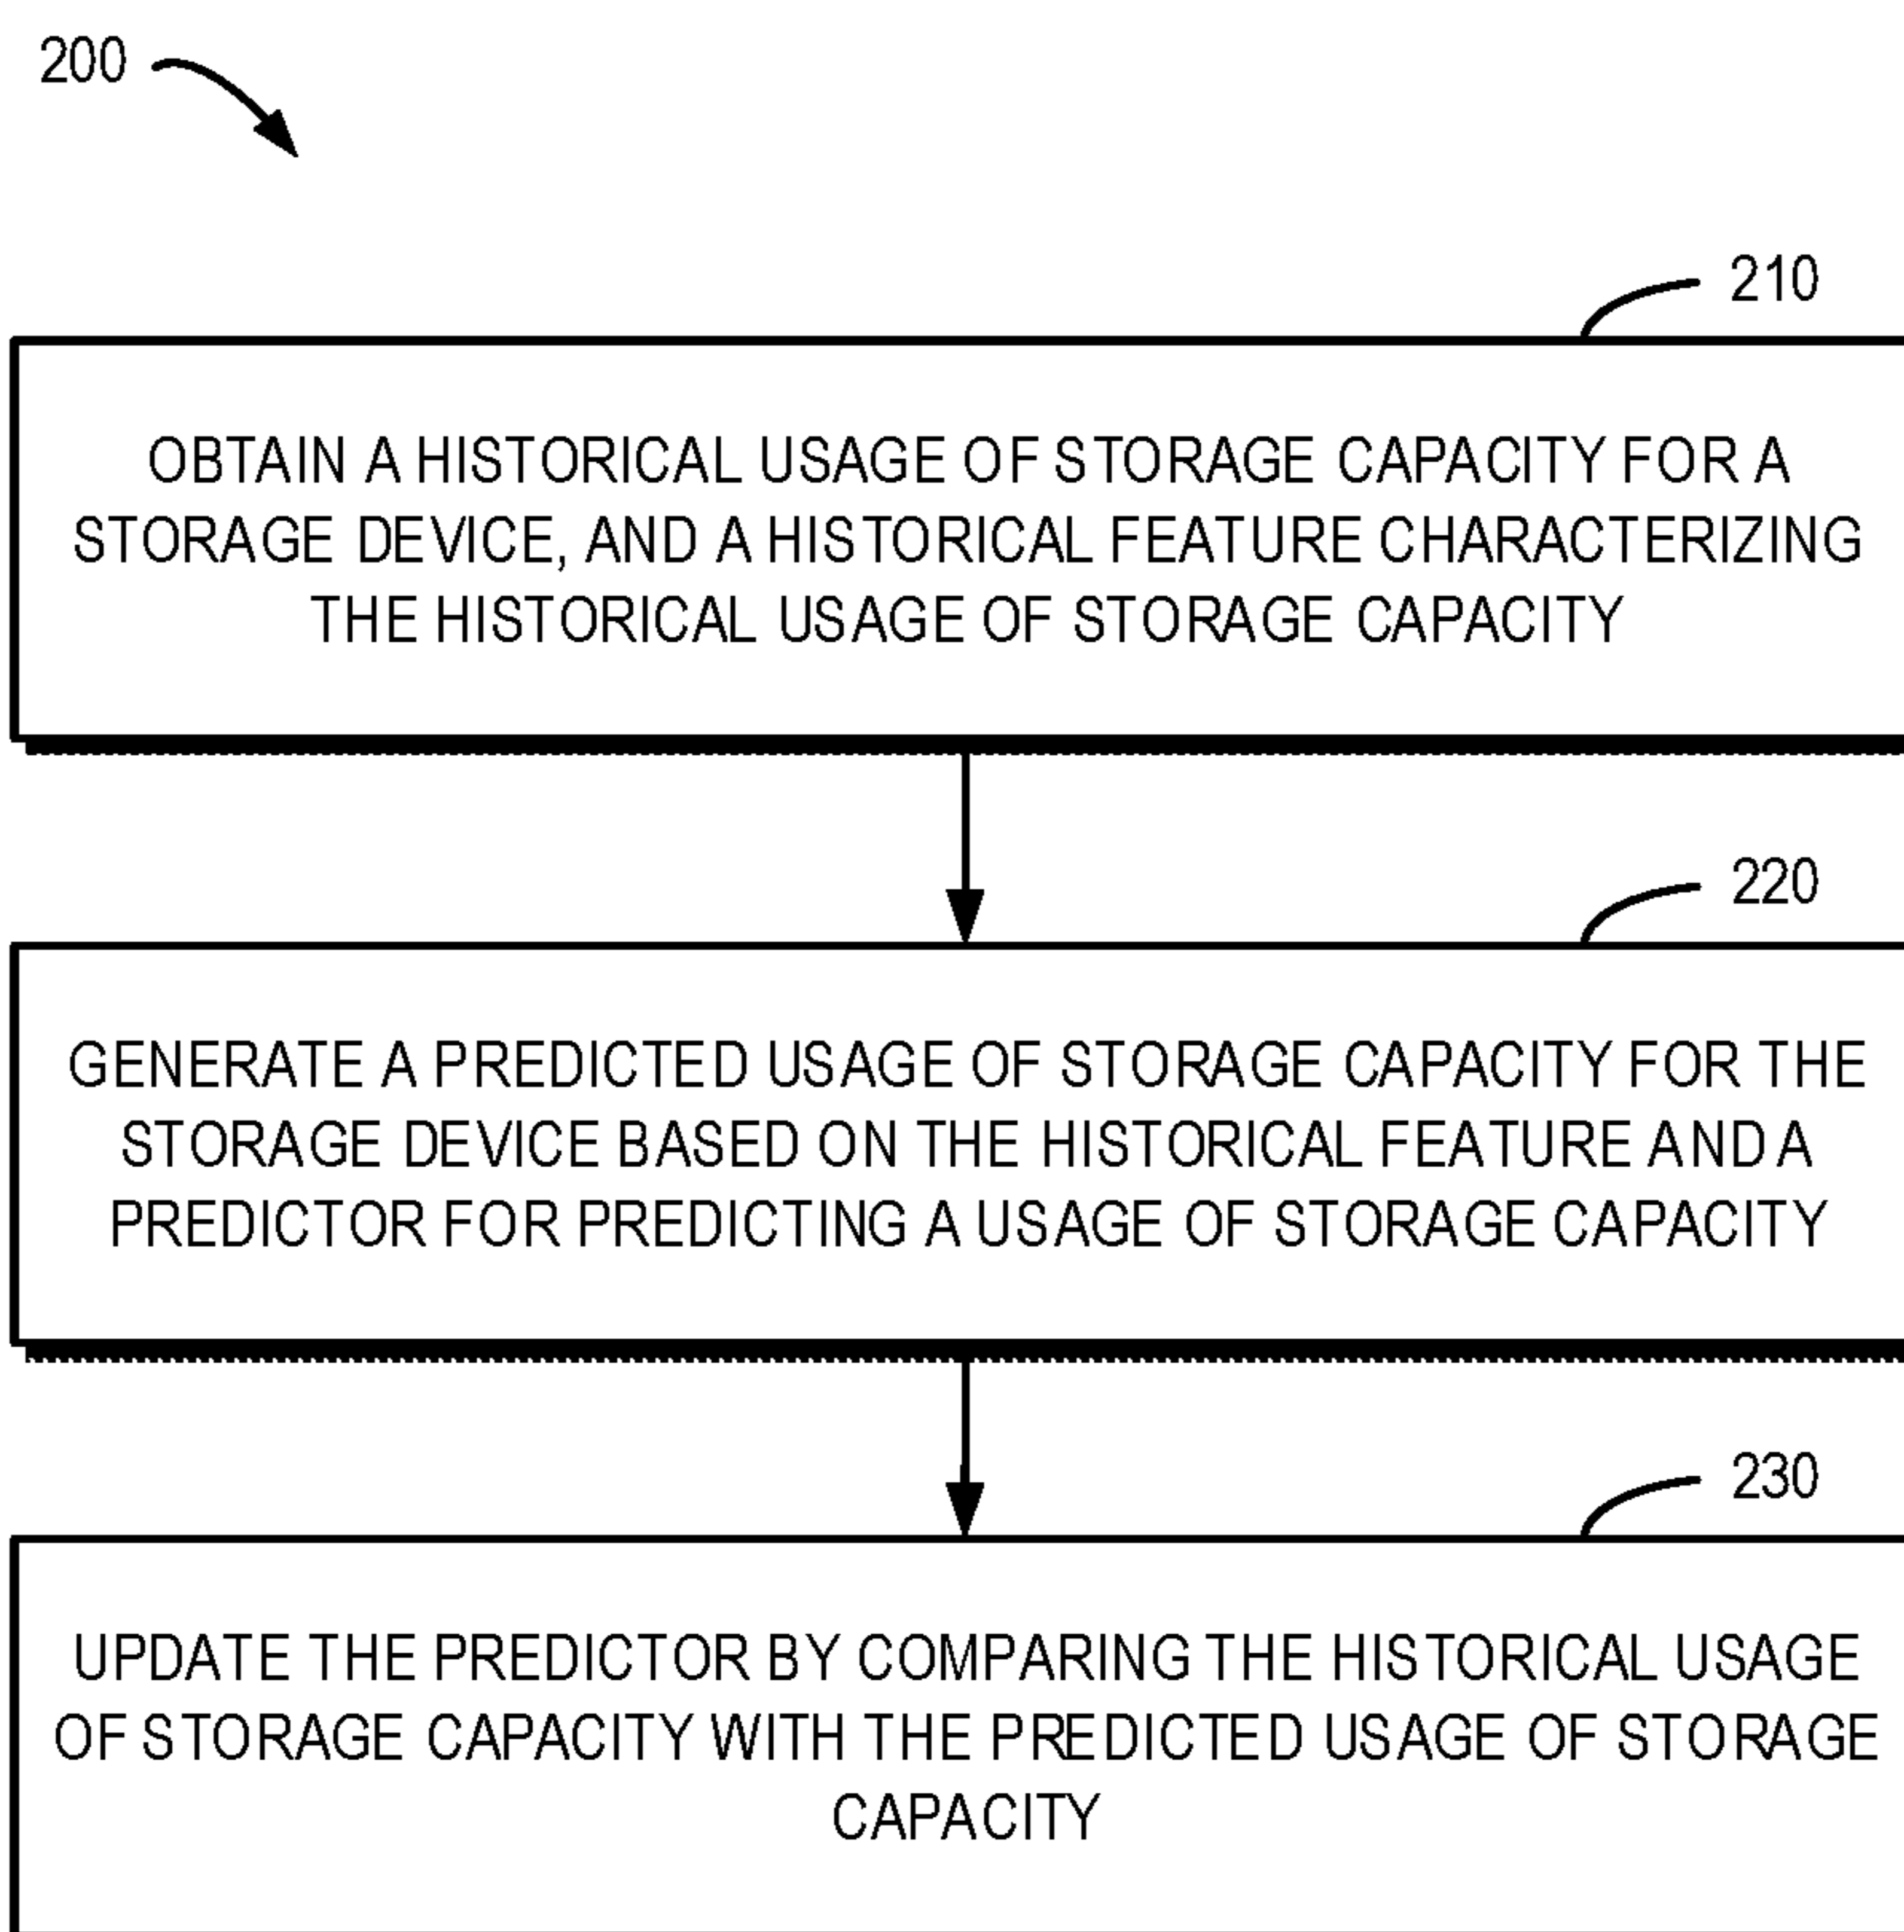 200
210
OBTAIN A HISTORICAL USAGE OF STORAGE CAPACITY FOR A
STORAGE DEVICE, AND A HISTORICAL FEATURE CHARACTERIZING
THE HISTORICAL USAGE OF STORAGE CAPACITY
220
GENERATE A PREDICTED USAGE OF STORAGE CAPACITY FOR THE
STORAGE DEVICE BASED ON THE HISTORICAL FEATURE AND A
PREDICTOR FOR PREDICTING A USAGE OF STORAGE CAPACITY
230
UPDATE THE PREDICTOR BY COMPARING THE HISTORICAL USAGE
OF STORAGE CAPACITY WITH THE PREDICTED USAGE OF STORAGE
CAPACITY